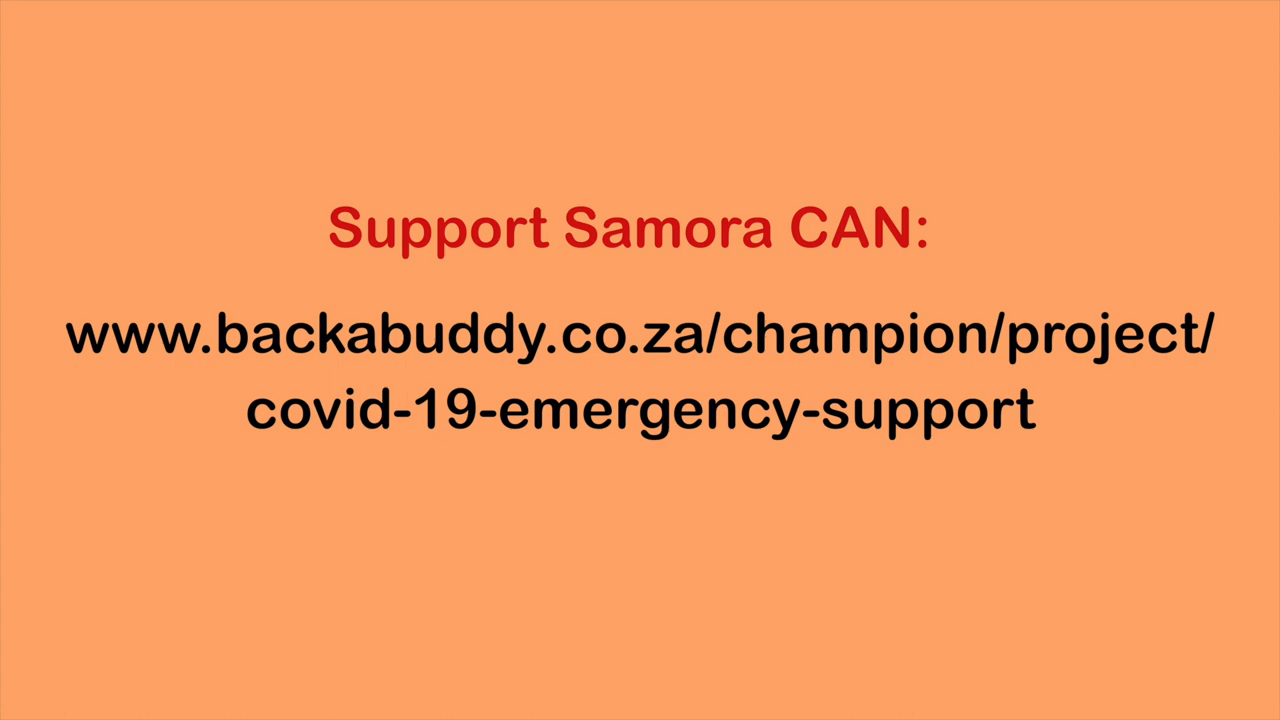 Support Samora CAN:
www.backabuddy.co.za/champion/project/
covid-19-emergency-support